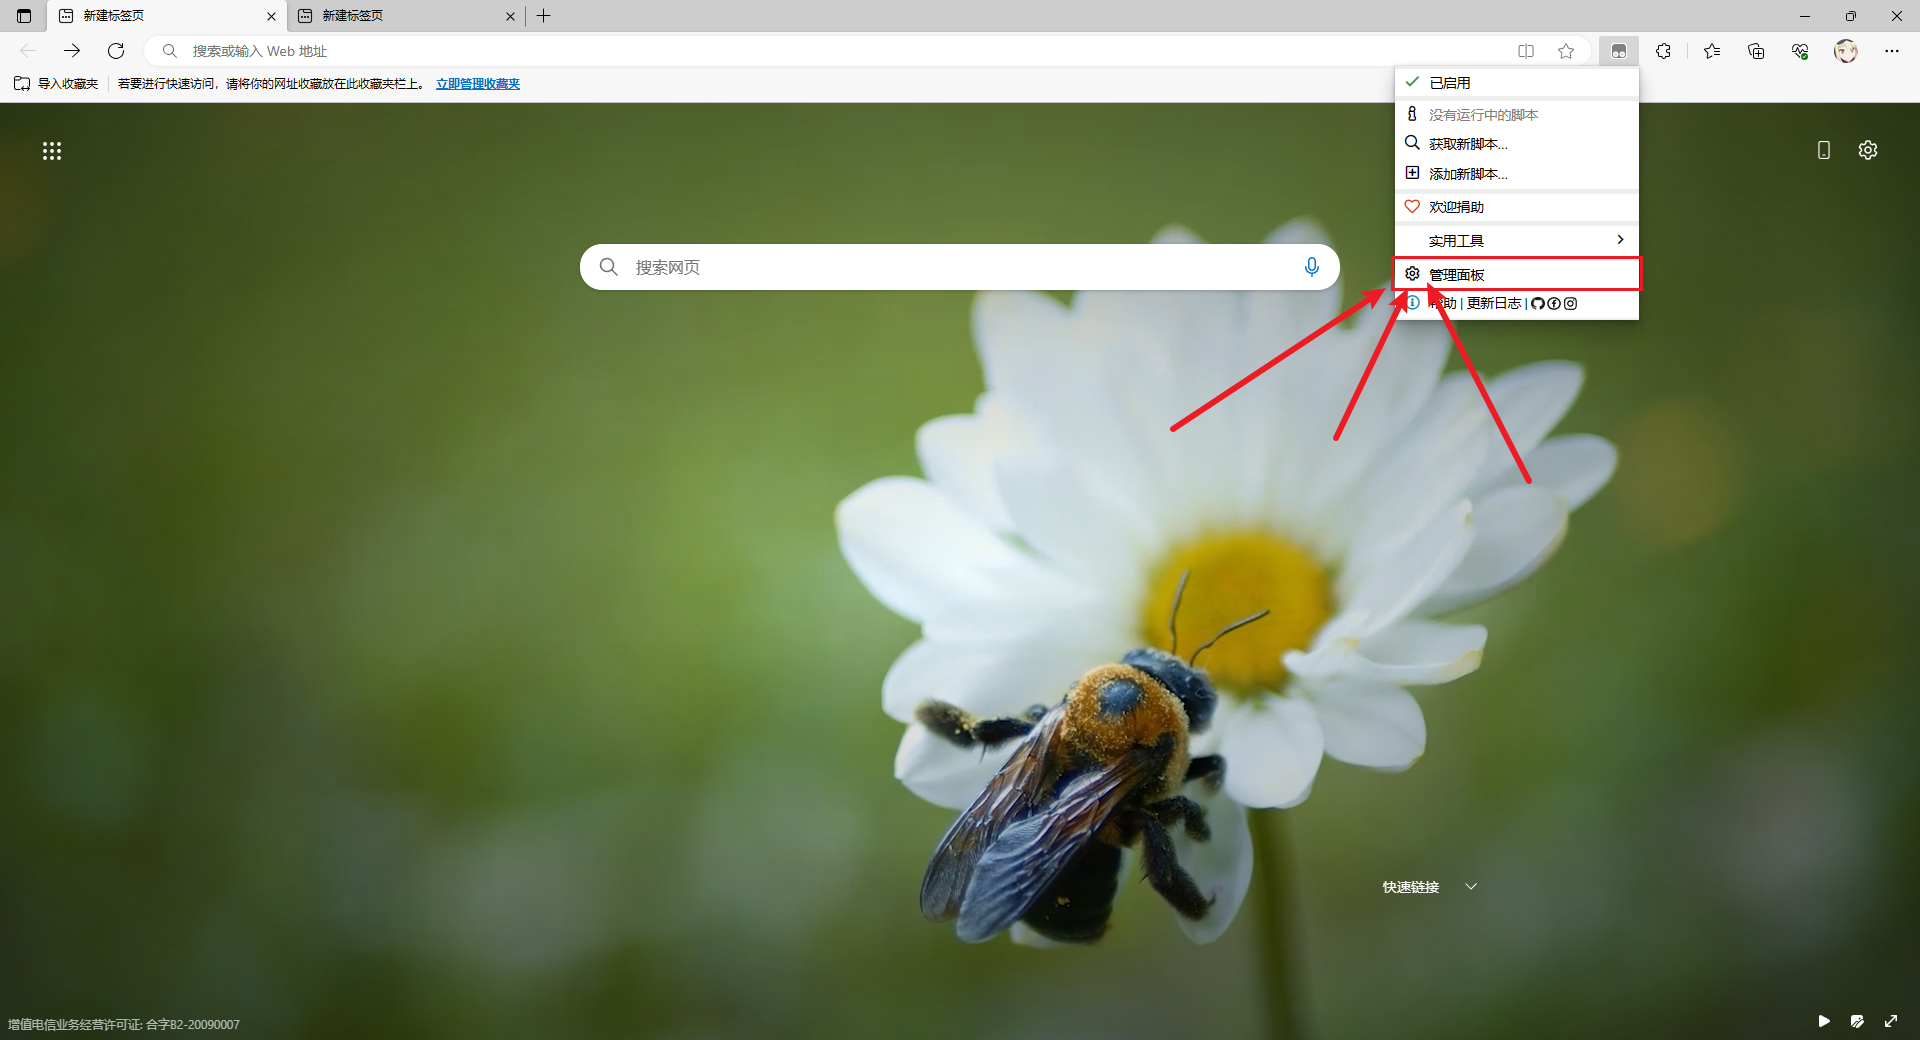 新建标签页
新建标签页
搜索或输入 Web 地址
导入收藏夹
若要进行快速访问，请将你的网址收藏放在此收藏夹栏上。 立即管理收藏夹
已启用
没有运行中的脚本
获取新脚本...
添加新脚本...
欢迎捐助
实用工具
管理面板
帮助 | 更新日志 |
搜索网页
快速链接
增值电信业务经营许可证: 合字B2-20090007